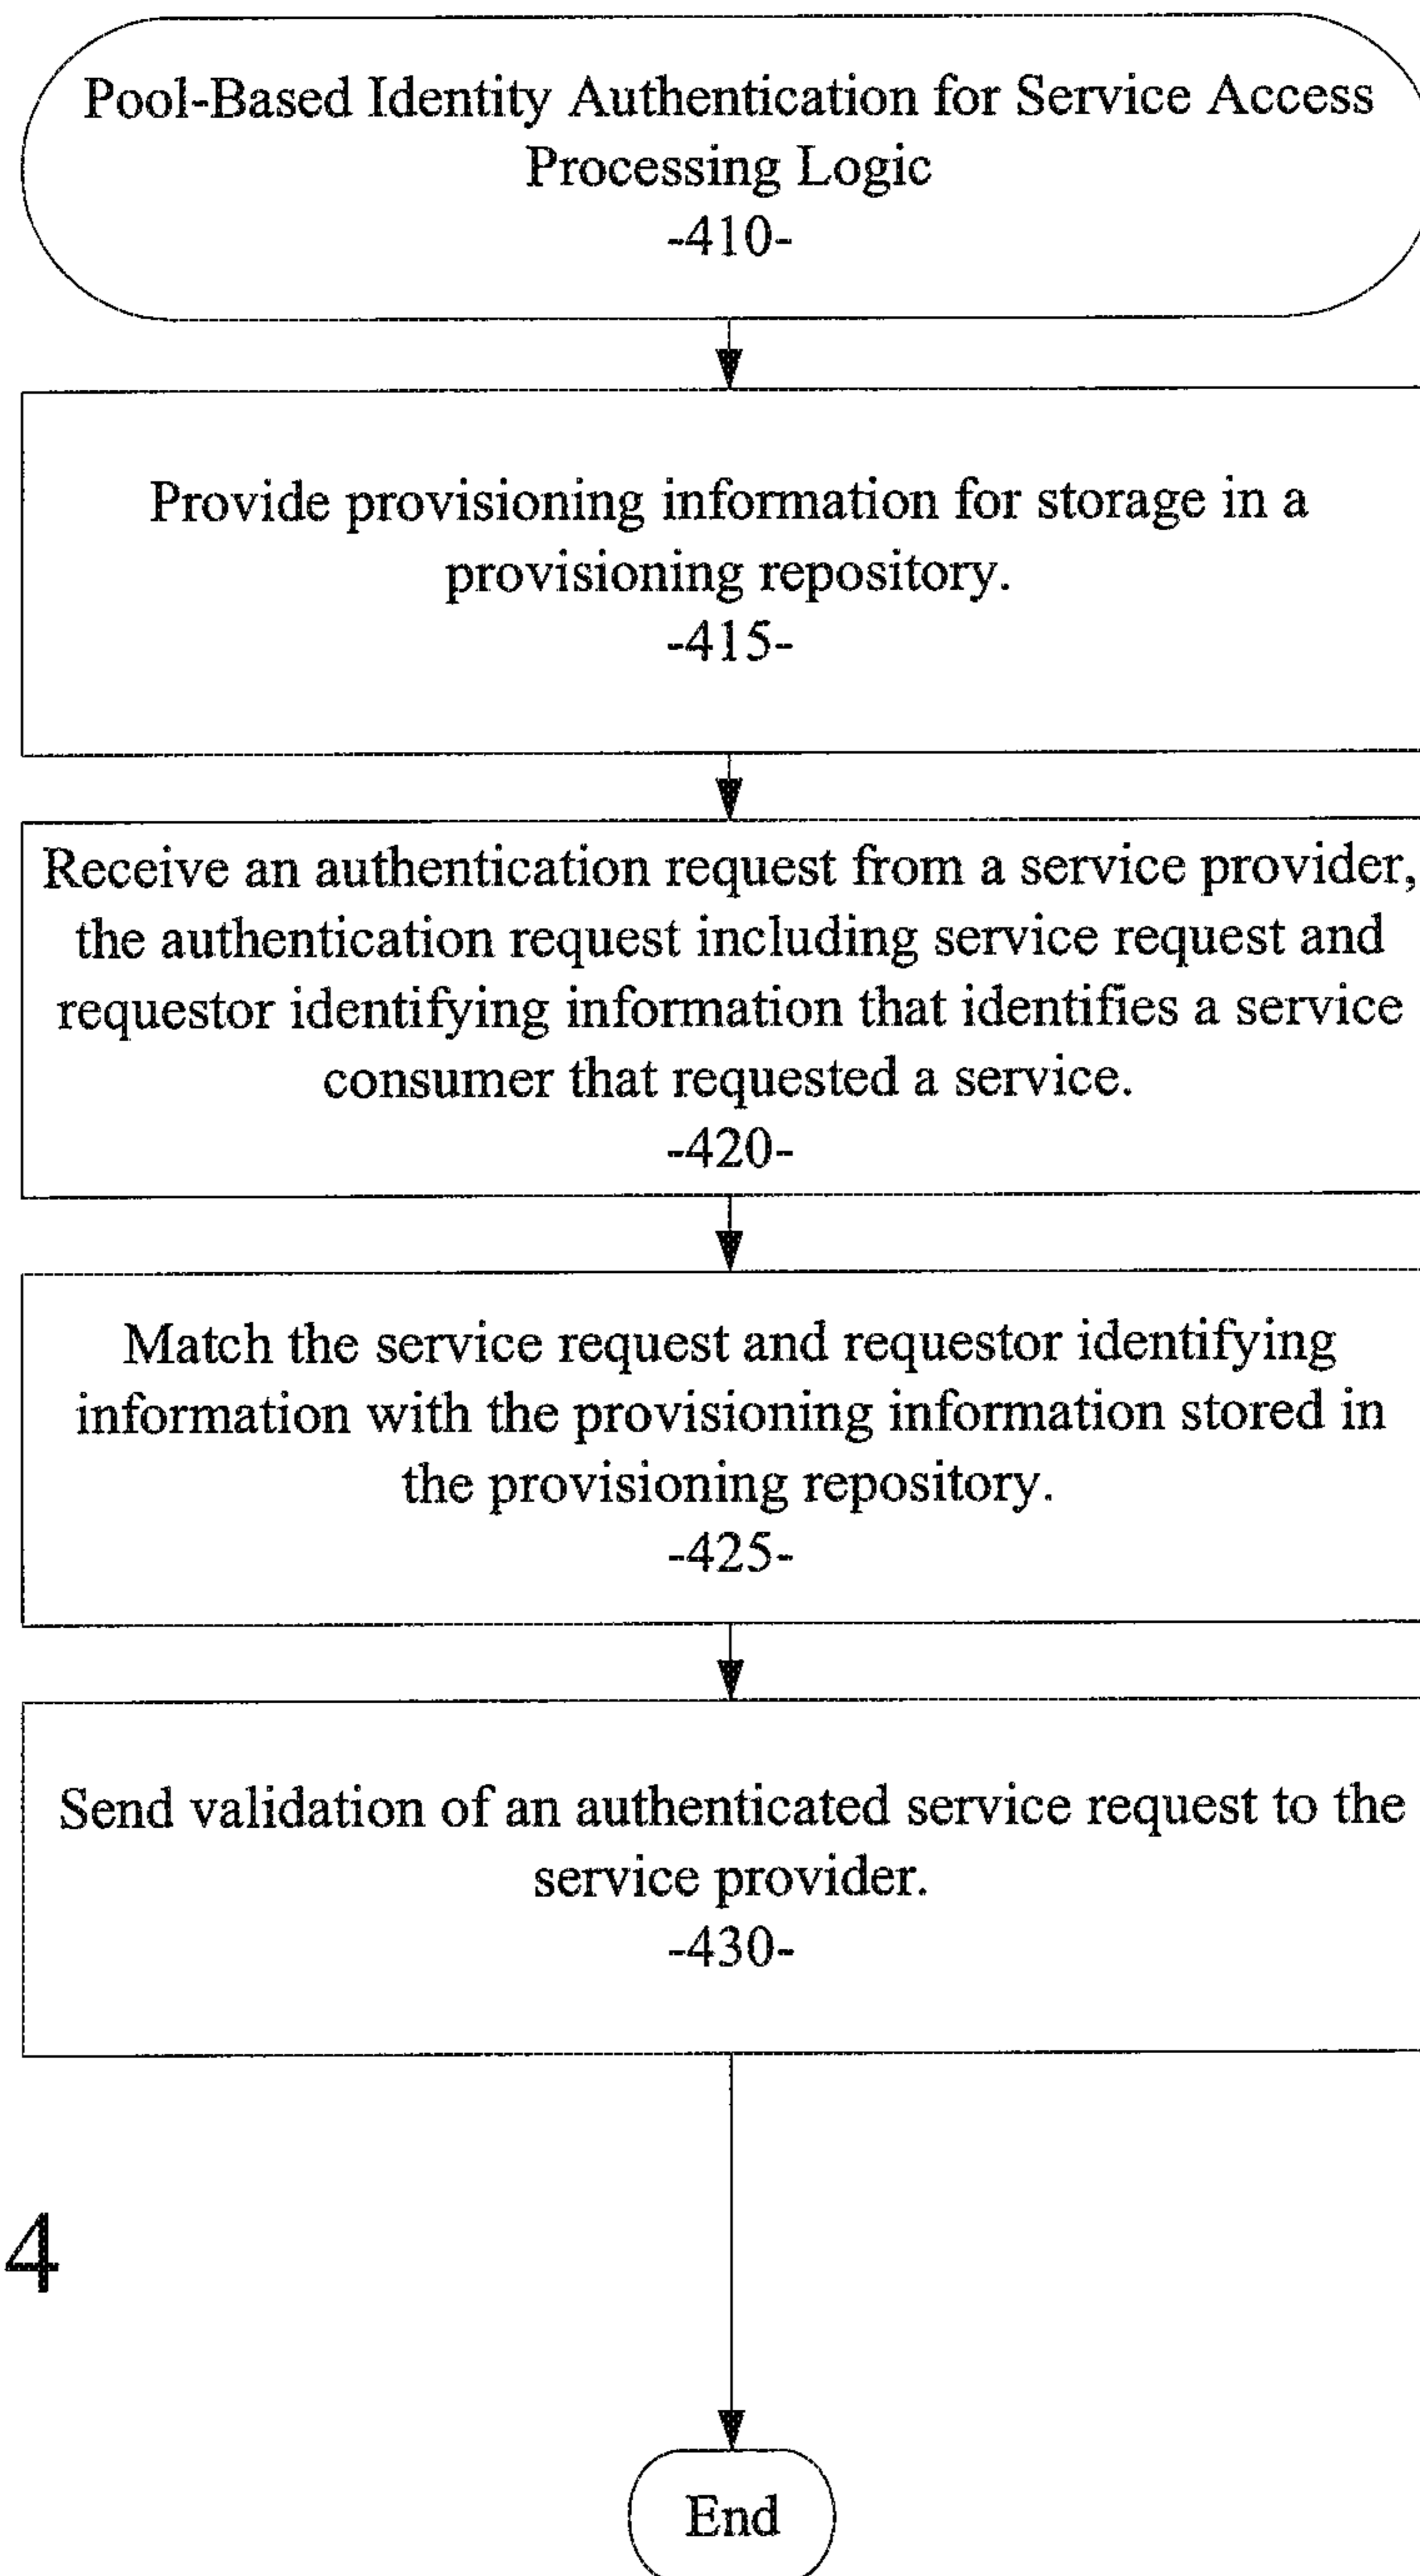 Pool-Based Identity Authentication for Service Access
Processing Logic
-410-
Provide provisioning information for storage in a
provisioning repository.
-415-
Receive an authentication request from a service provider,
the authentication request including service request and
requestor identifying information that identifies a service
consumer that requested a service.
-420-
Match the service request and requestor identifying
information with the provisioning information stored in
the provisioning repository.
-425-
Send validation of an authenticated service request to the
service provider.
-430-
4
End